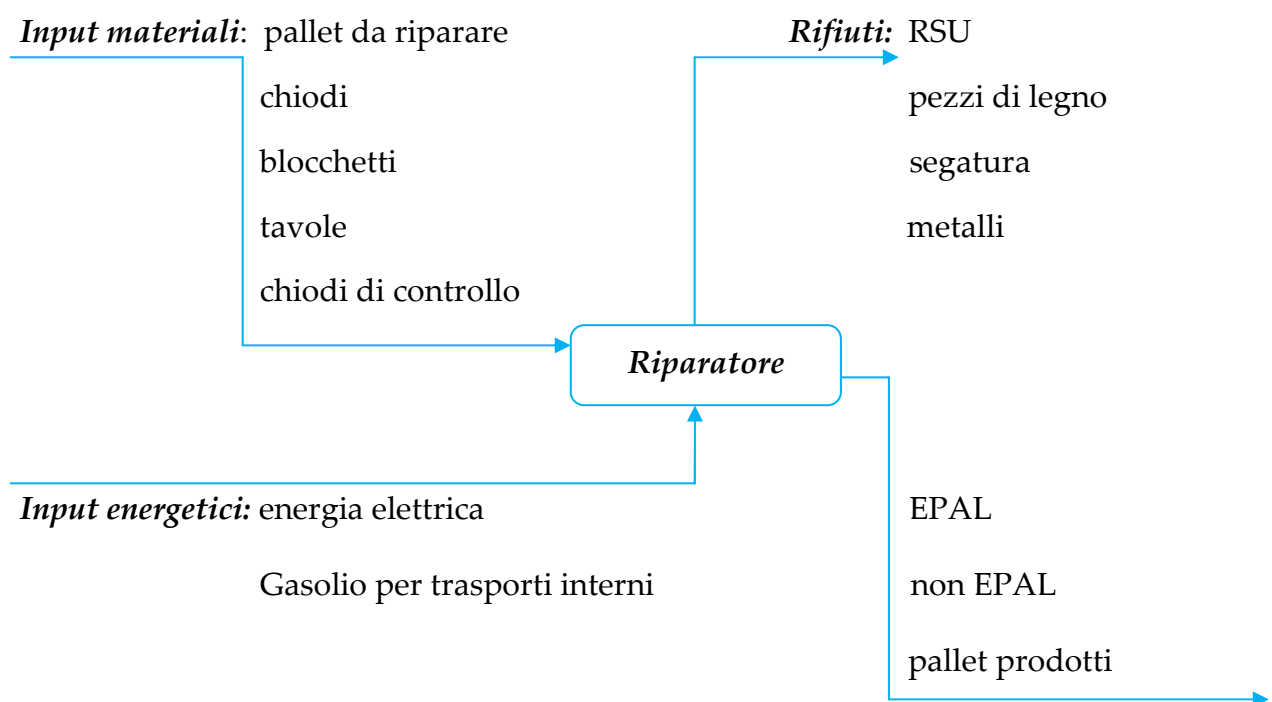 Input materiali: pallet da riparare
chiodi
blocchetti
tavole
chiodi di controllo
Rifiuti: RSU
pezzi di legno
segatura
metalli
Riparatore
Input energetici: energia elettrica
Gasolio per trasporti interni
EPAL
non EPAL
pallet prodotti